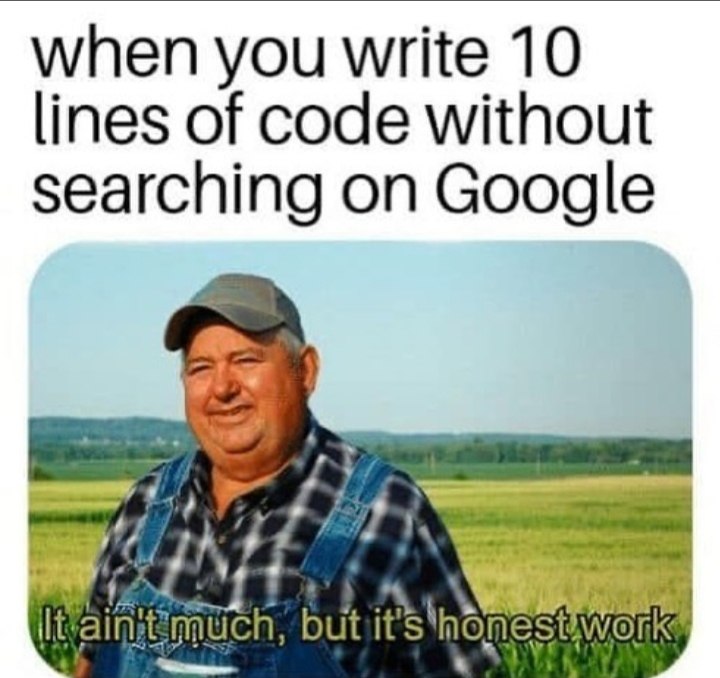 when you write 10
lines of code without
searching on Google
It ain't much, but it's honest work